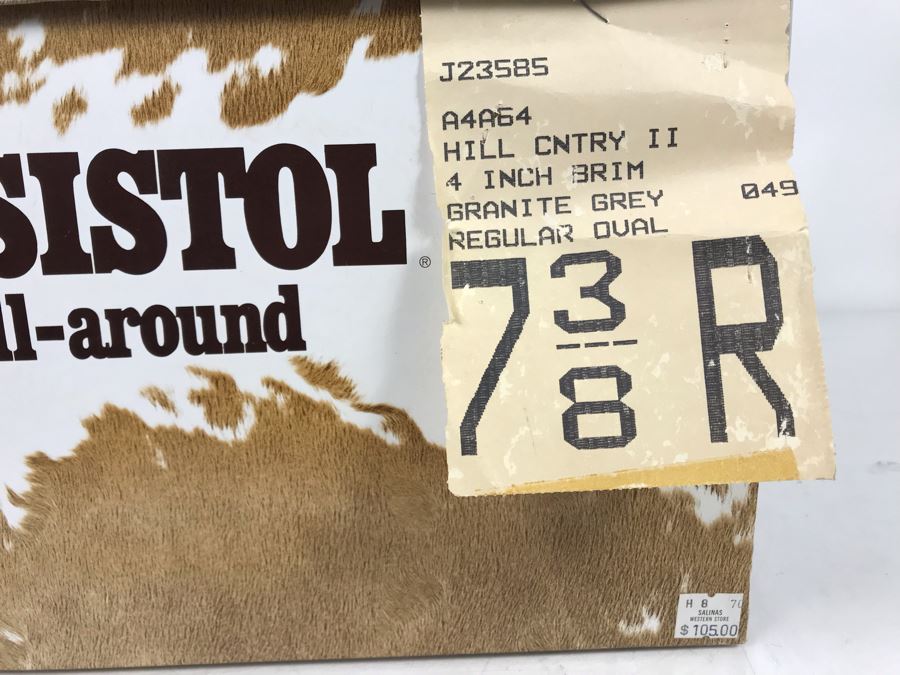 SISTOL®
ll-around
J23585
A4A64
HILL CNTRY II
4 INCH BRIM
GRANITE GREY 049
REGULAR OVAL
7 3/8 R
H 8 70
SALINAS
WESTERN STORE
$105.00